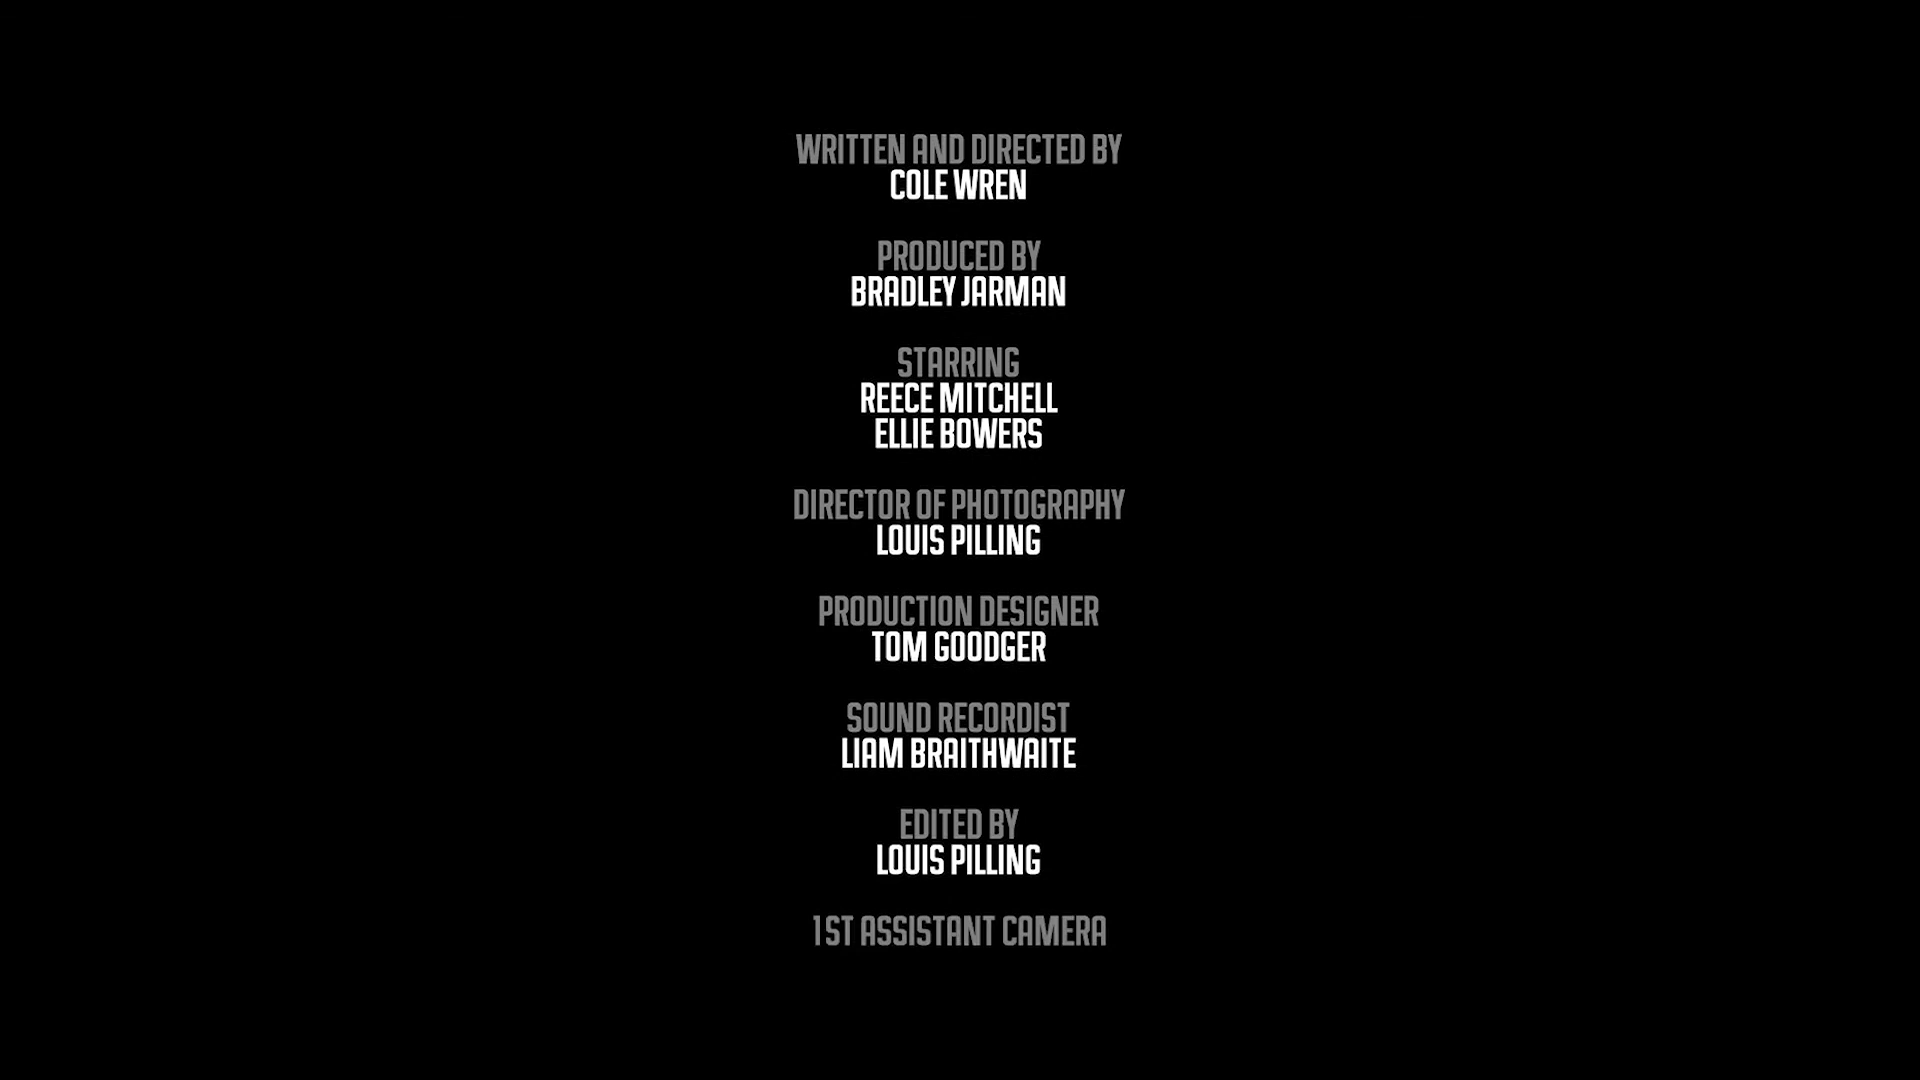 WRITTEN AND DIRECTED BY
COLE WREN
PRODUCED BY
BRADLEY JARMAN
STARRING
REECE MITCHELL
ELLIE BOWERS
DIRECTOR OF PHOTOGRAPHY
LOUIS PILLING
PRODUCTION DESIGNER
TOM GOODGER
SOUND RECORDIST
LIAM BRAITHWAITE
EDITED BY
LOUIS PILLING
1ST ASSISTANT CAMERA